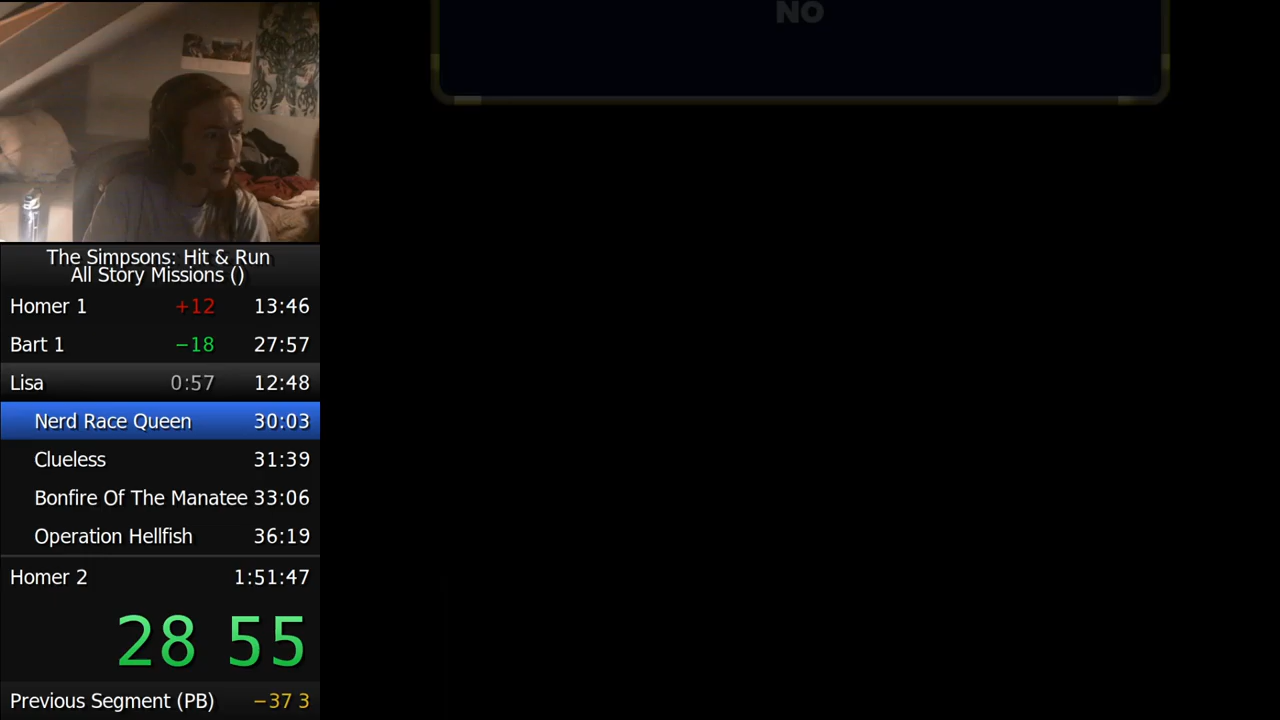 NO
The Simpsons: Hit & Run
All Story Missions ()
Homer 1 +12 13:46
Bart 1 −18 27:57
Lisa 0:57 12:48
Nerd Race Queen 30:03
Clueless 31:39
Bonfire Of The Manatee 33:06
Operation Hellfish 36:19
Homer 2 1:51:47
28 55
Previous Segment (PB) −37 3